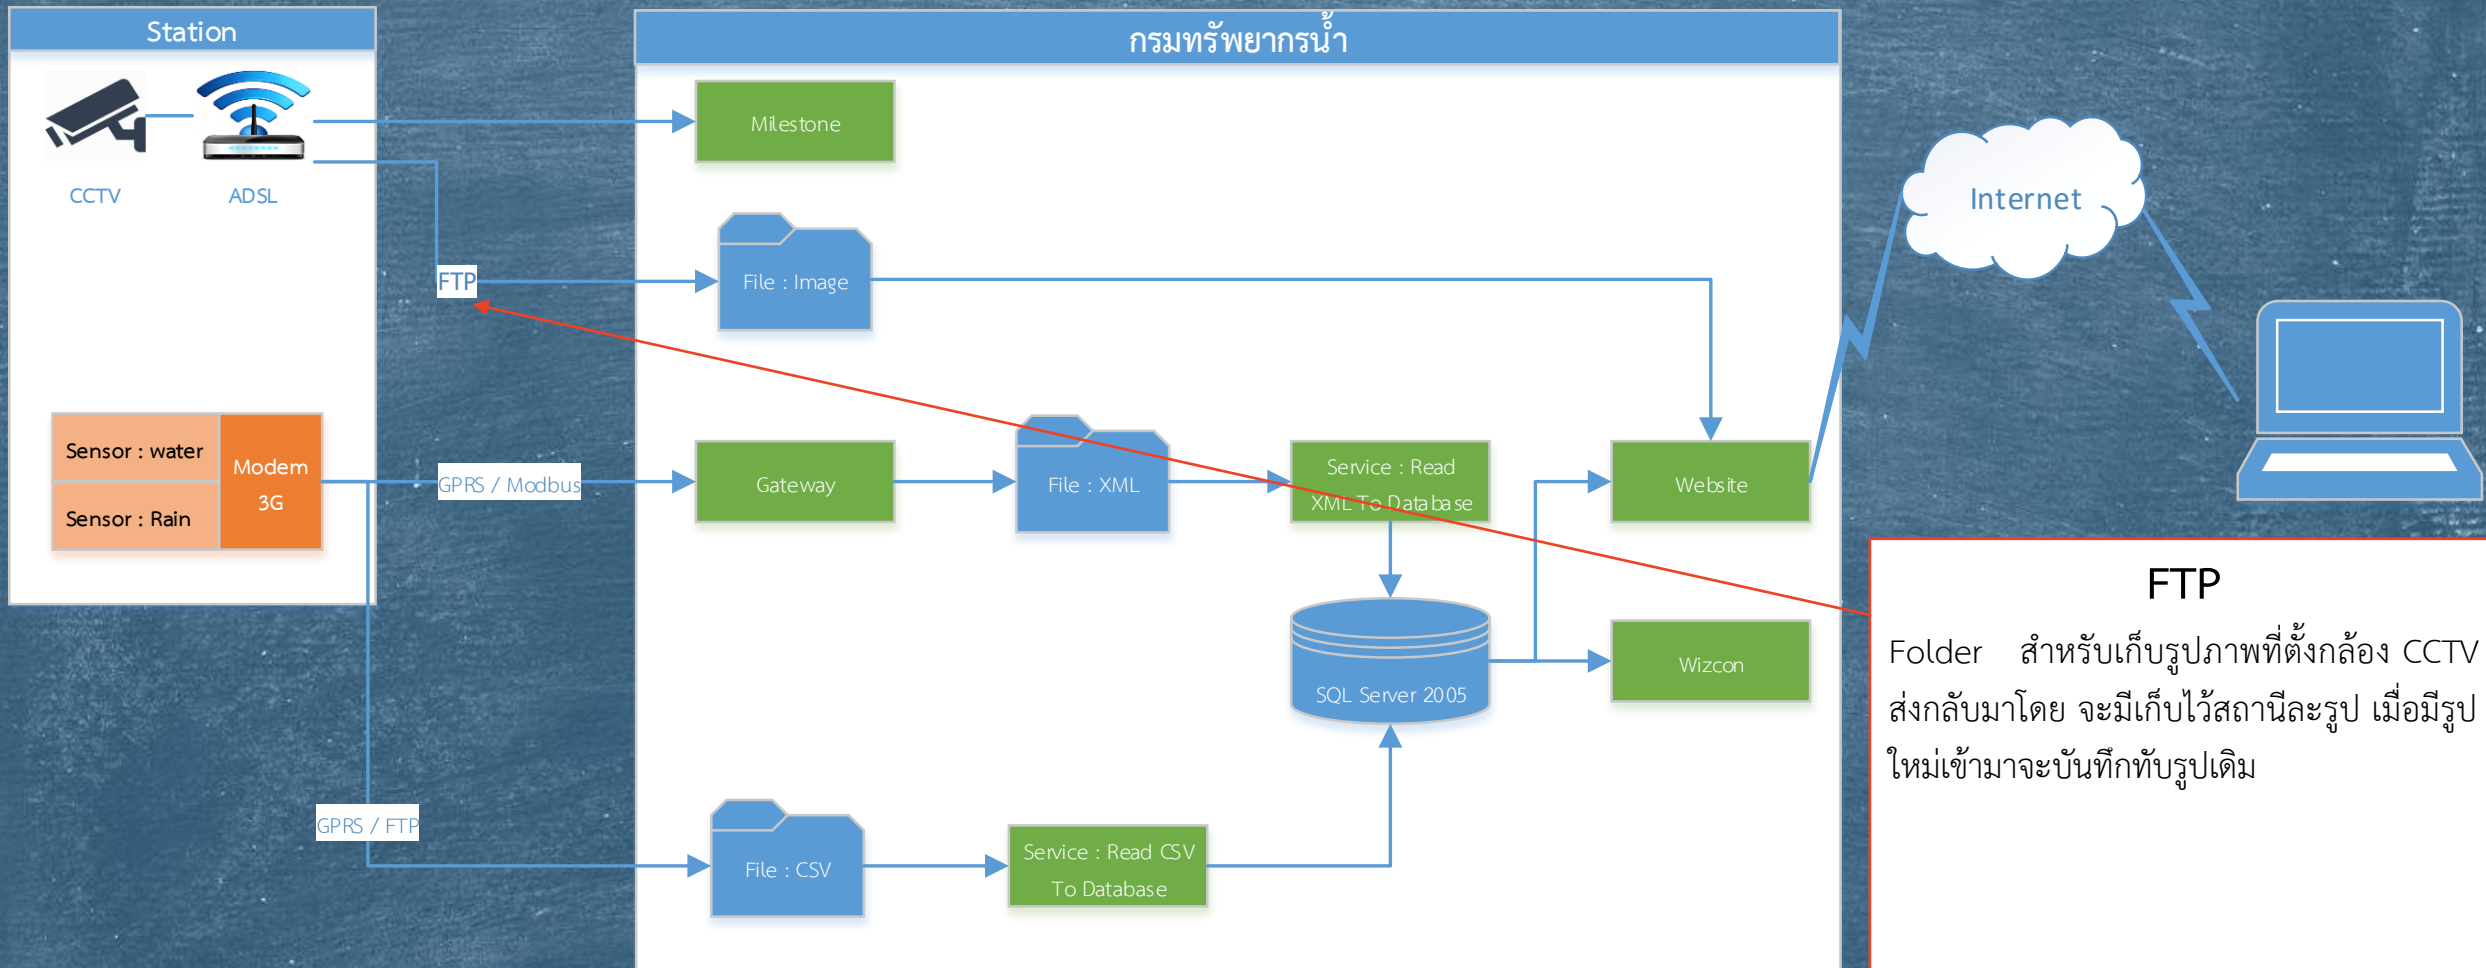 Station
กรมทรัพยากรน้ำ
Milestone
CCTV
ADSL
Internet
FTP
File : Image
Sensor : water
Modem
3G
Sensor : Rain
GPRS / Modbus
Gateway
File : XML
Service : Read
XML To Database
Website
SQL Server 2005
Wizcon
GPRS / FTP
File : CSV
Service : Read CSV
To Database
FTP
Folder สำหรับเก็บรูปภาพที่ตั้งกล้อง CCTV
ส่งกลับมาโดย จะมีเก็บไว้สถานีละรูป เมื่อมีรูป
ใหม่เข้ามาจะบันทึกทับรูปเดิม